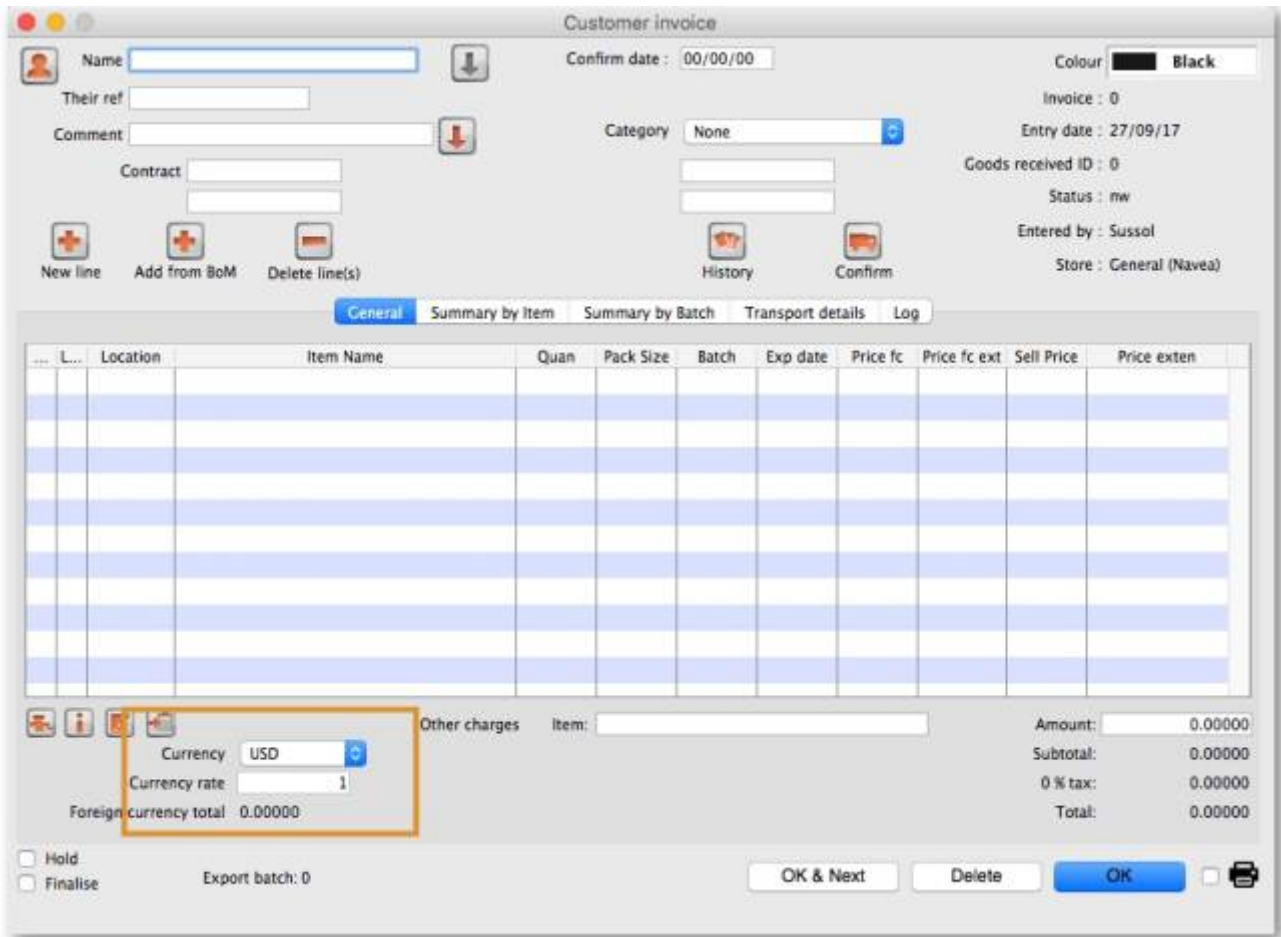 Customer invoice
Name
Confirm date : 00/00/00
Colour Black
Their ref
Invoice : 0
Comment
Category None
Entry date : 27/09/17
Contract
Goods received ID : 0
Status : nw
Entered by : Sussol
New line Add from BoM Delete line(s) History Confirm
Store : General (Navea)
General Summary by Item Summary by Batch Transport details Log
... L... Location Item Name Quan Pack Size Batch Exp date Price fc Price fc ext Sell Price Price exten
Other charges Item: Amount: 0.00000
Currency USD Subtotal: 0.00000
Currency rate 1 0 % tax: 0.00000
Foreign currency total 0.00000 Total: 0.00000
Hold
Finalise Export batch: 0 OK & Next Delete OK